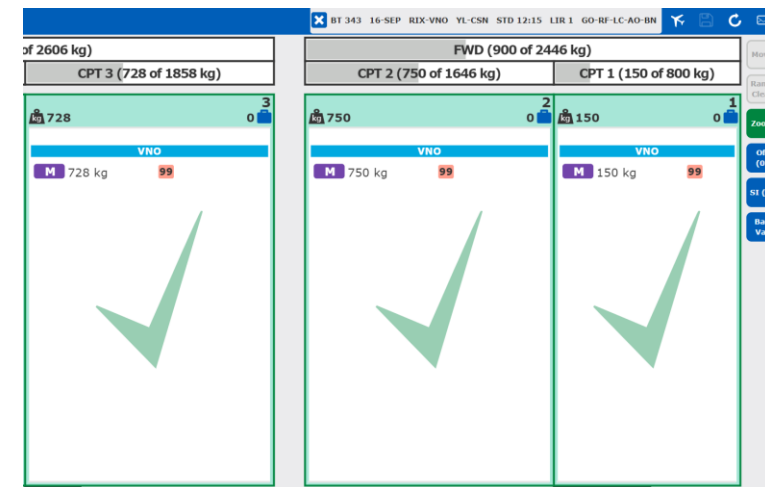 BT 343 16-SEP RIX-VNO YL-CSN STD 12:15 LIR 1 GO-RF-LC-AO-BN
of 2606 kg)
FWD (900 of 2446 kg)
CPT 3 (728 of 1858 kg)
CPT 2 (750 of 1646 kg)
CPT 1 (150 of 800 kg)
3
kg 728
0
VNO
M 728 kg 99
2
kg 750
0
VNO
M 750 kg 99
1
kg 150
0
VNO
M 150 kg 99